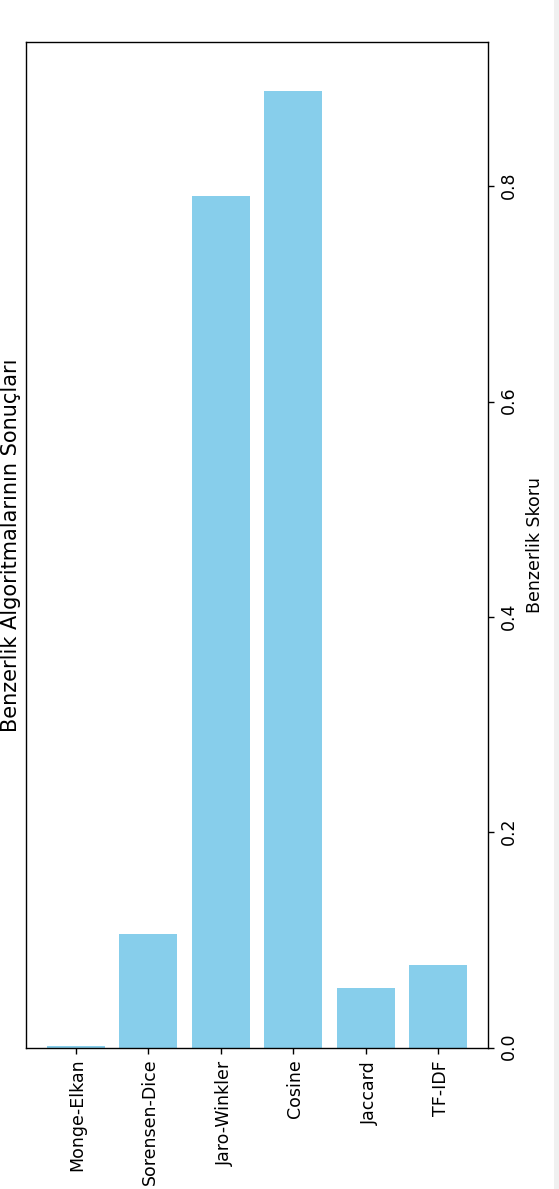 Benzerlik Algoritmalarının Sonuçları
Monge-Elkan
Sorensen-Dice
Jaro-Winkler
Cosine
Jaccard
TF-IDF
0.0
0.2
0.4
0.6
0.8
Benzerlik Skoru